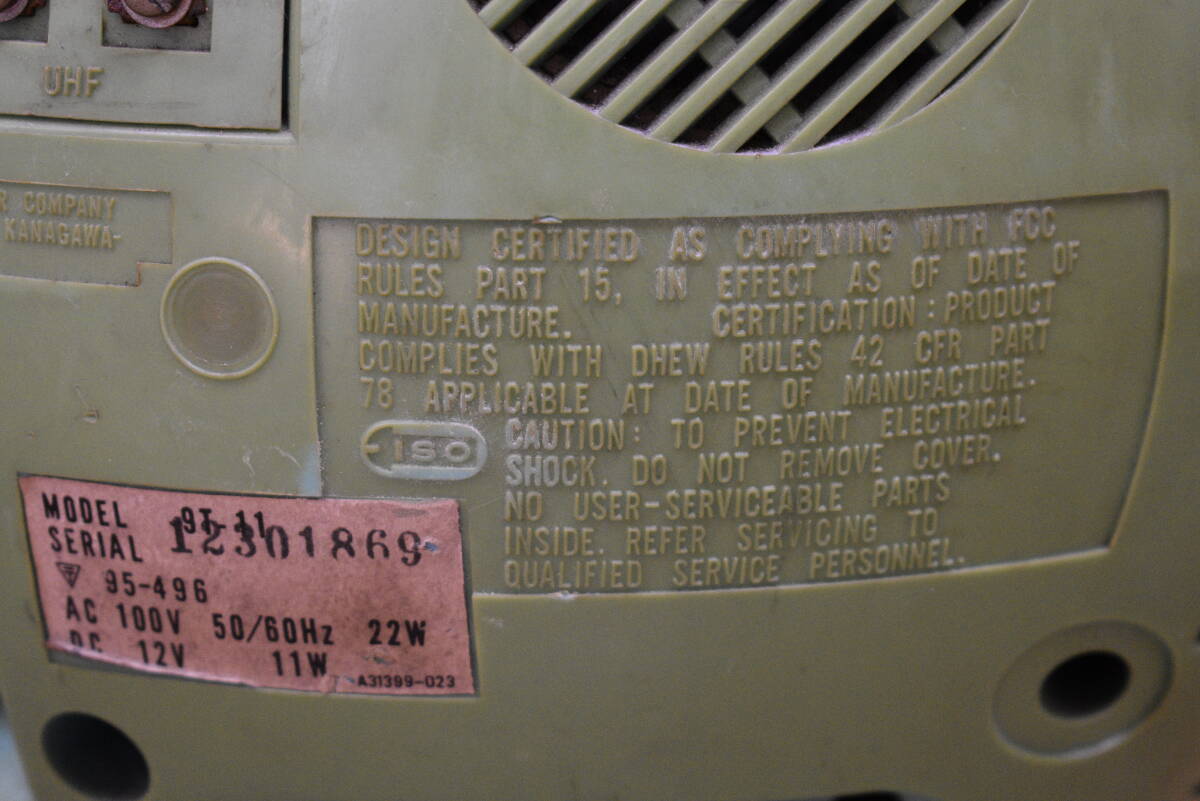 UHF
R COMPANY
KANAGAWA-
DESIGN CERTIFIED AS COMPLYING WITH FCC
RULES PART 15, IN EFFECT AS OF DATE OF
MANUFACTURE. CERTIFICATION: PRODUCT
COMPLIES WITH DHEW RULES 42 CFR PART
78 APPLICABLE AT DATE OF MANUFACTURE.
ISO
CAUTION: TO PREVENT ELECTRICAL
SHOCK. DO NOT REMOVE COVER.
NO USER-SERVICEABLE PARTS
INSIDE. REFER SERVICING TO
QUALIFIED SERVICE PERSONNEL.
MODEL 9T-11
SERIAL 12301869
95-496
AC 100V 50/60Hz 22W
DC 12V 11W
A31399-023